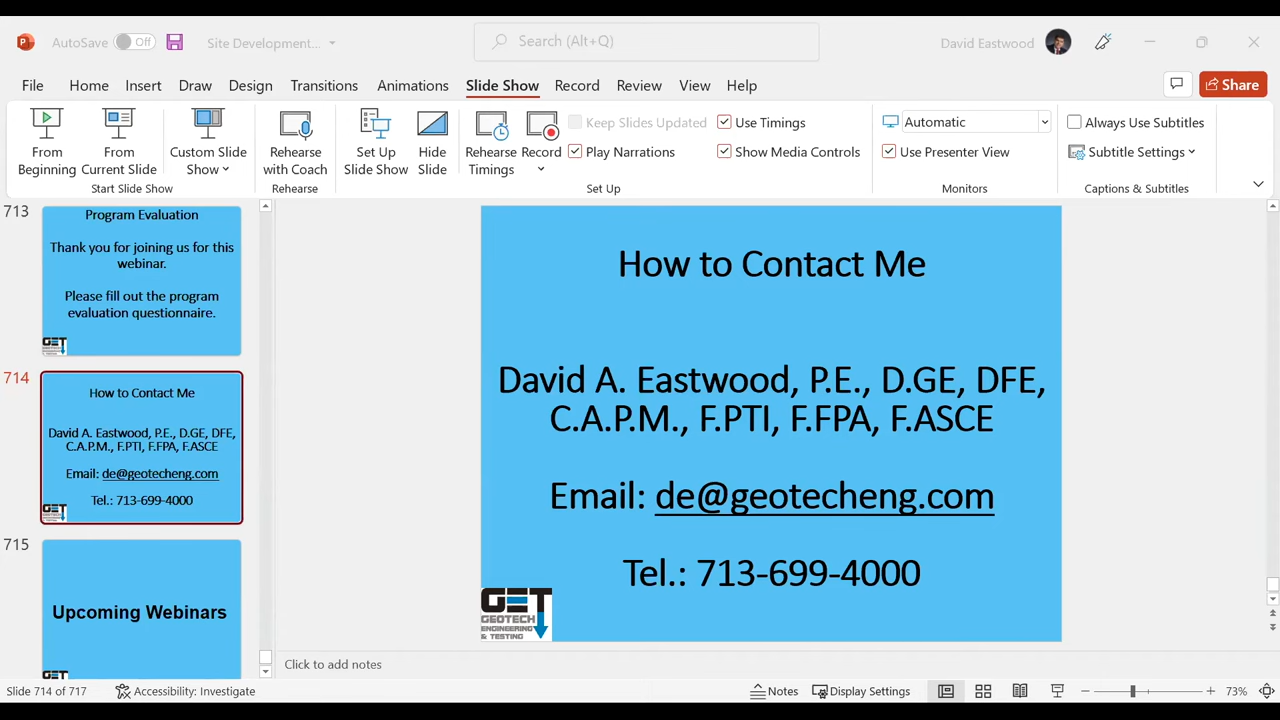 AutoSave Off Site Development... Search (Alt+Q) David Eastwood
File Home Insert Draw Design Transitions Animations Slide Show Record Review View Help Share
From Beginning
From Current Slide
Custom Slide Show
Start Slide Show
Rehearse with Coach
Rehearse
Set Up Slide Show
Hide Slide
Rehearse Timings
Record
Keep Slides Updated
Play Narrations
Use Timings
Show Media Controls
Set Up
Automatic
Use Presenter View
Monitors
Always Use Subtitles
Subtitle Settings
Captions & Subtitles
713
Program Evaluation
Thank you for joining us for this
webinar.
Please fill out the program
evaluation questionnaire.
GET
714
How to Contact Me
David A. Eastwood, P.E., D.GE, DFE,
C.A.P.M., F.PTI, F.FPA, F.ASCE
Email: de@geotecheng.com
Tel.: 713-699-4000
GET
715
Upcoming Webinars
GET
How to Contact Me
David A. Eastwood, P.E., D.GE, DFE,
C.A.P.M., F.PTI, F.FPA, F.ASCE
Email: de@geotecheng.com
Tel.: 713-699-4000
GET
GEOTECH
ENGINEERING
& TESTING
Click to add notes
Slide 714 of 717 Accessibility: Investigate Notes Display Settings 73%